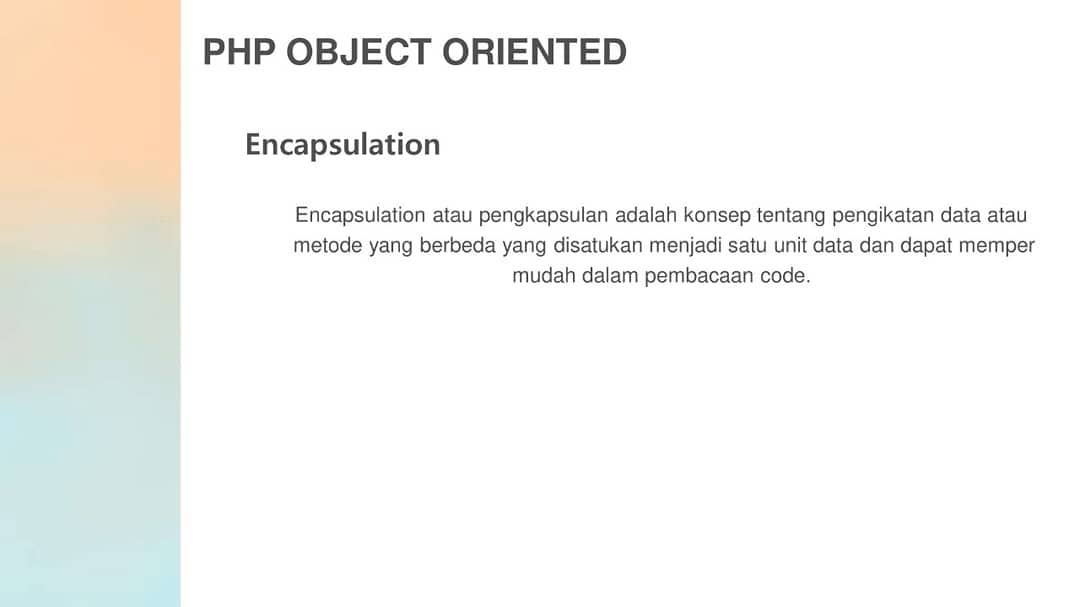 PHP OBJECT ORIENTED
Encapsulation
Encapsulation atau pengkapsulan adalah konsep tentang pengikatan data atau
metode yang berbeda yang disatukan menjadi satu unit data dan dapat memper
mudah dalam pembacaan code.